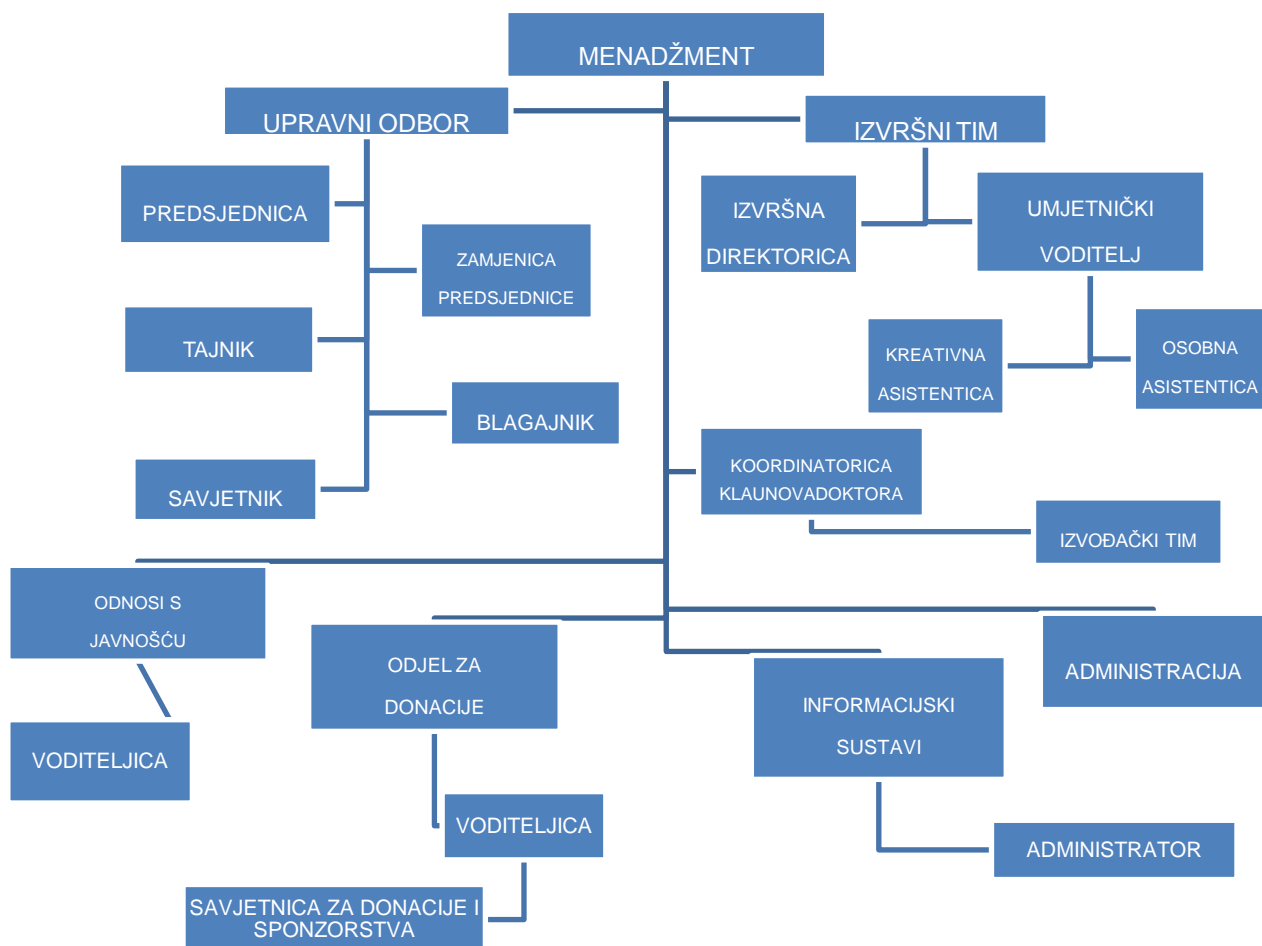 MENADŽMENT
UPRAVNI ODBOR
IZVRŠNI TIM
PREDSJEDNICA
ZAMJENICA
PREDSJEDNICE
TAJNIK
BLAGAJNIK
SAVJETNIK
IZVRŠNA
DIREKTORICA
UMJETNIČKI
VODITELJ
KREATIVNA
ASISTENTICA
OSOBNA
ASISTENTICA
KOORDINATORICA
KLAUNOVADOKTORA
IZVOĐAČKI TIM
ODNOSI S
JAVNOŠĆU
VODITELJICA
ODJEL ZA
DONACIJE
VODITELJICA
SAVJETNICA ZA DONACIJE I
SPONZORSTVA
INFORMACIJSKI
SUSTAVI
ADMINISTRATOR
ADMINISTRACIJA